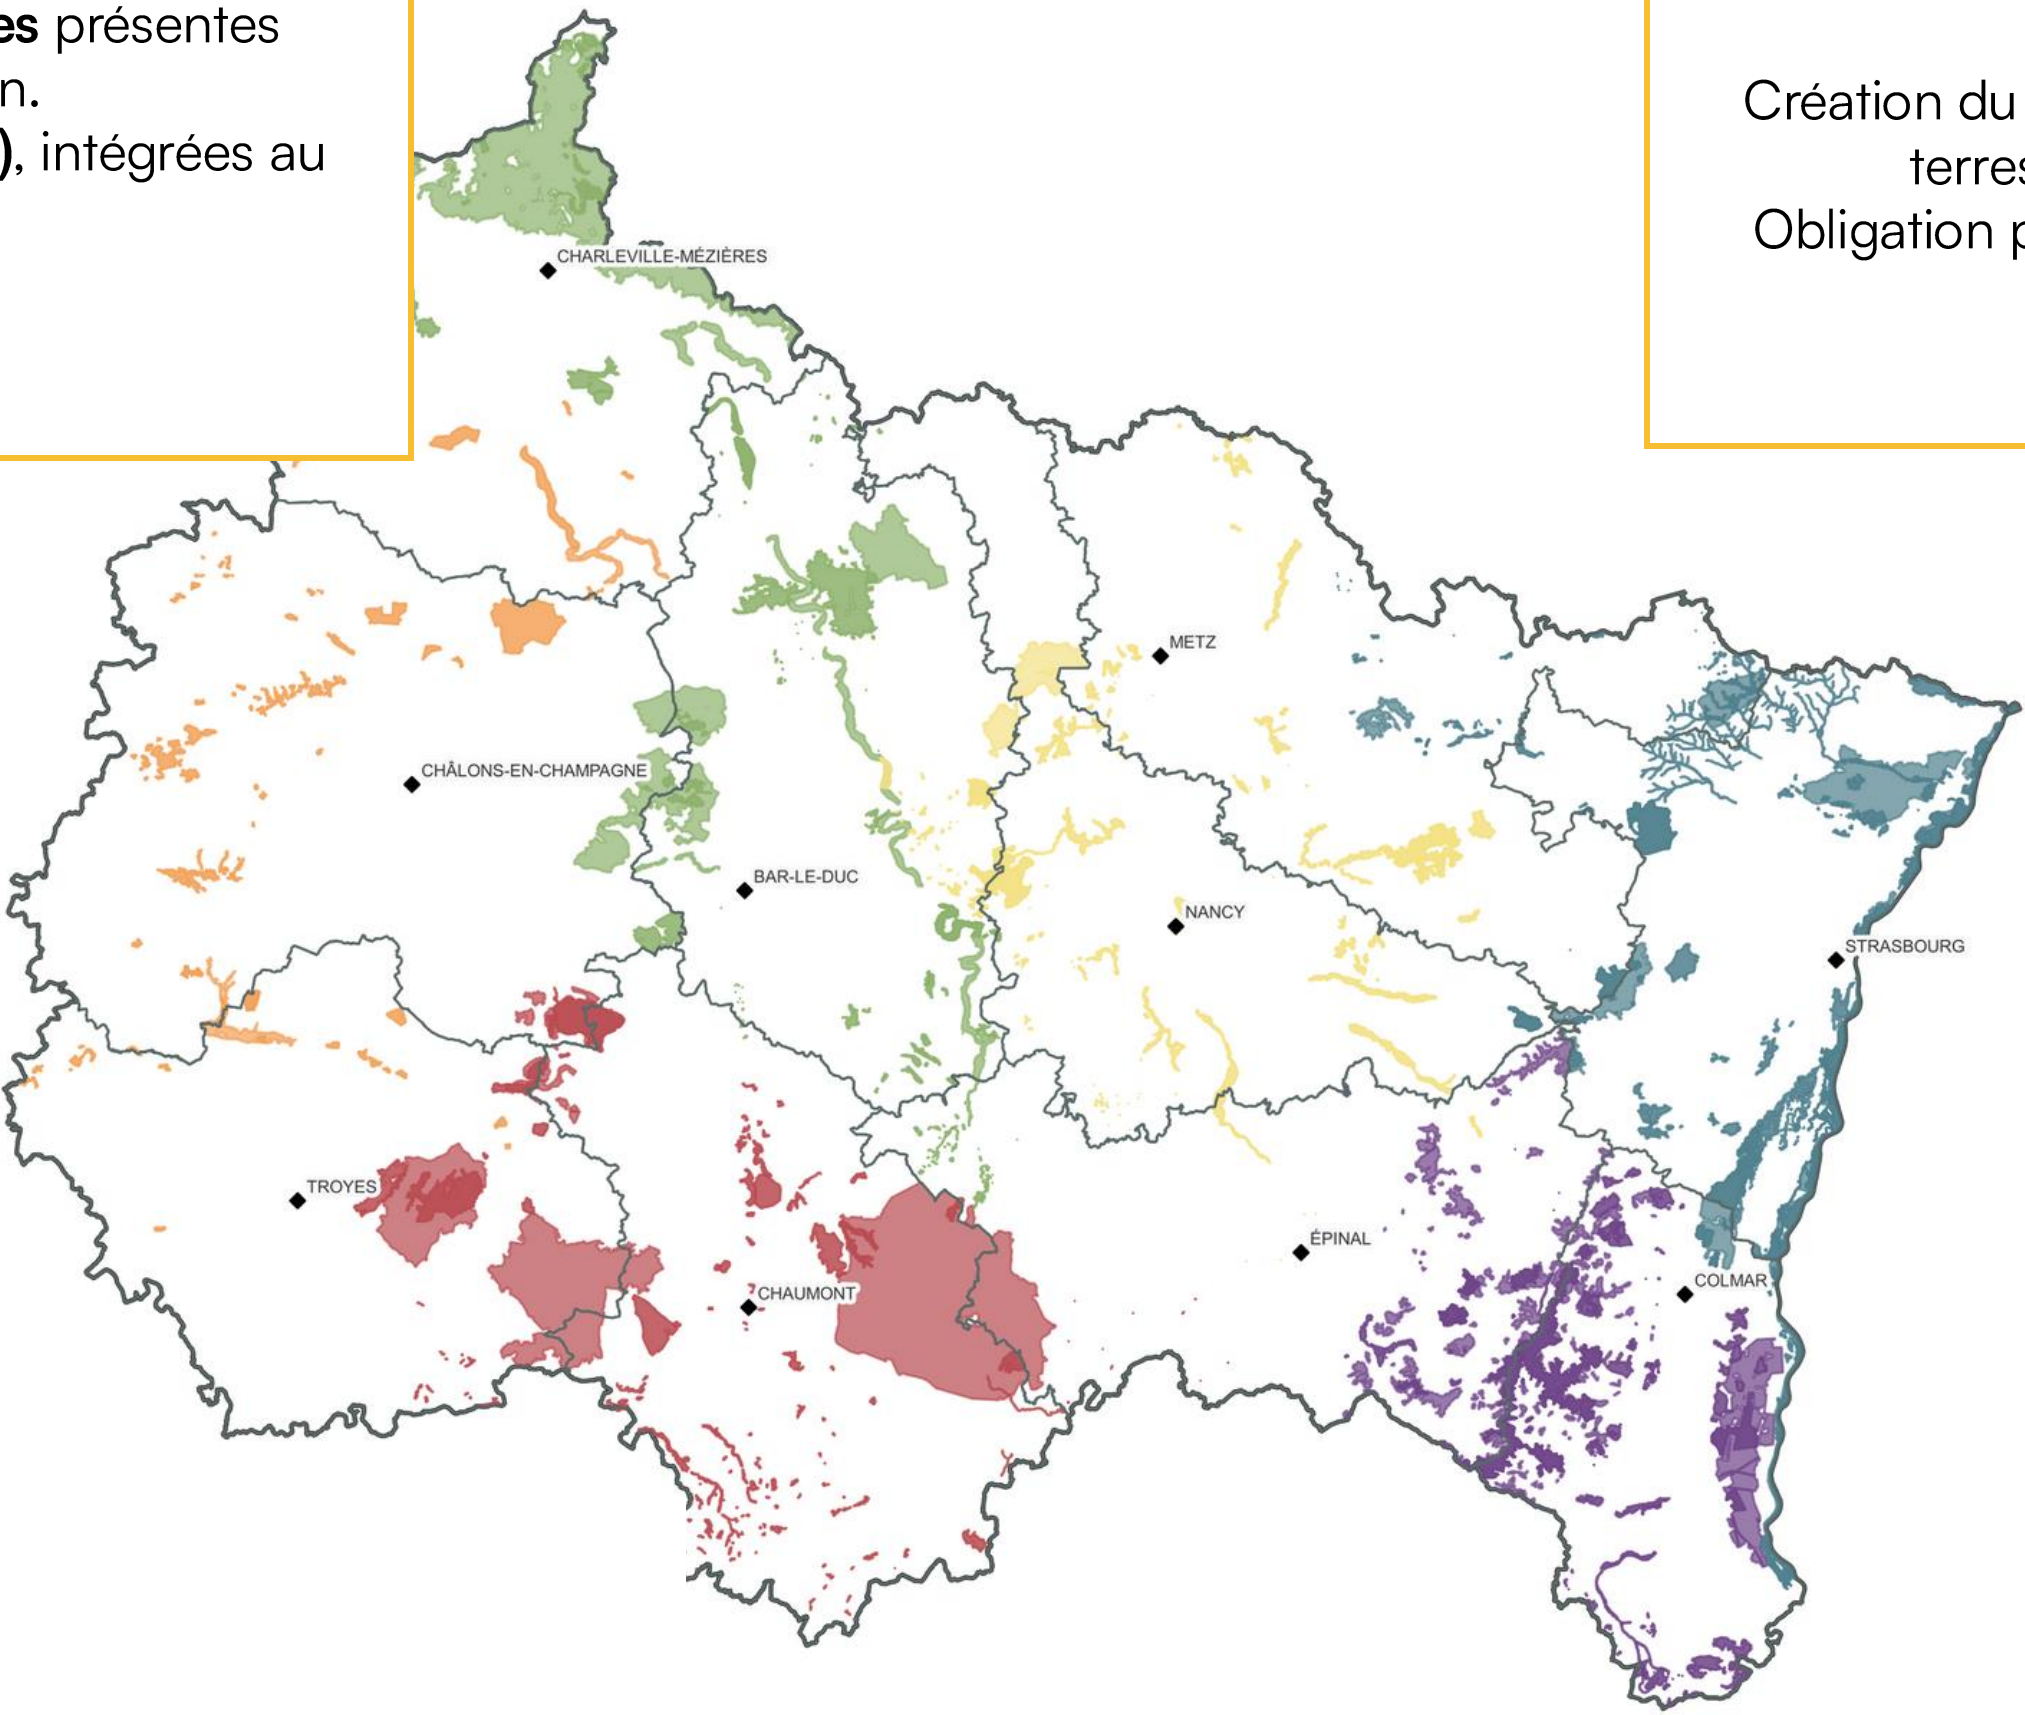 es présentes
n.
), intégrées au
Création du
terres
Obligation p
CHARLEVILLE-MÉZIÈRES
METZ
CHÂLONS-EN-CHAMPAGNE
BAR-LE-DUC
NANCY
STRASBOURG
TROYES
ÉPINAL
COLMAR
CHAUMONT